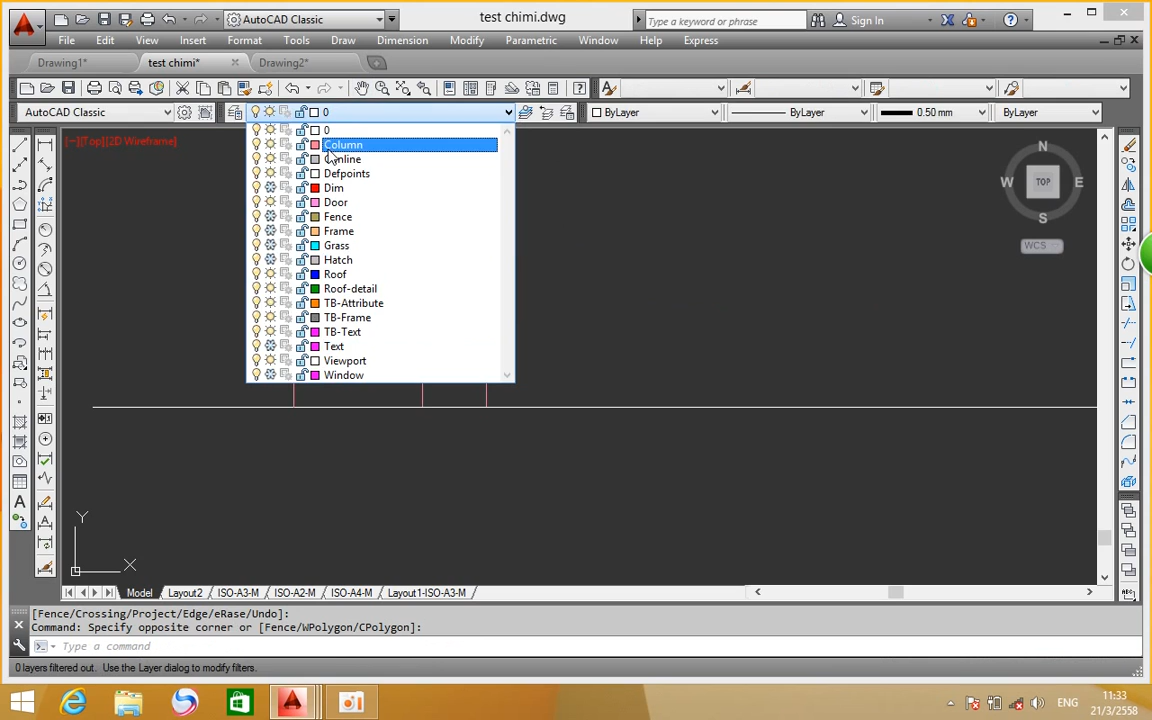 AutoCAD Classic
test chimi.dwg
Type a keyword or phrase
Sign In
File Edit View Insert Format Tools Draw Dimension Modify Parametric Window Help Express
Drawing1*
test chimi*
Drawing2*
AutoCAD Classic
0
ByLayer
ByLayer
0.50 mm
ByLayer
[−][Top][2D Wireframe]
0
Column
Defpoints
Dim
Door
Fence
Frame
Grass
Hatch
Roof
Roof-detail
TB-Attribute
TB-Frame
TB-Text
Text
Viewport
Window
N
W TOP E
S
WCS
Y
X
Model Layout2 ISO-A3-M ISO-A2-M ISO-A4-M Layout1-ISO-A3-M
[Fence/Crossing/Project/Edge/eRase/Undo]:
Command: Specify opposite corner or [Fence/WPolygon/CPolygon]:
Type a command
0 layers filtered out. Use the Layer dialog to modify filters.
ENG
11:33
21/3/2558